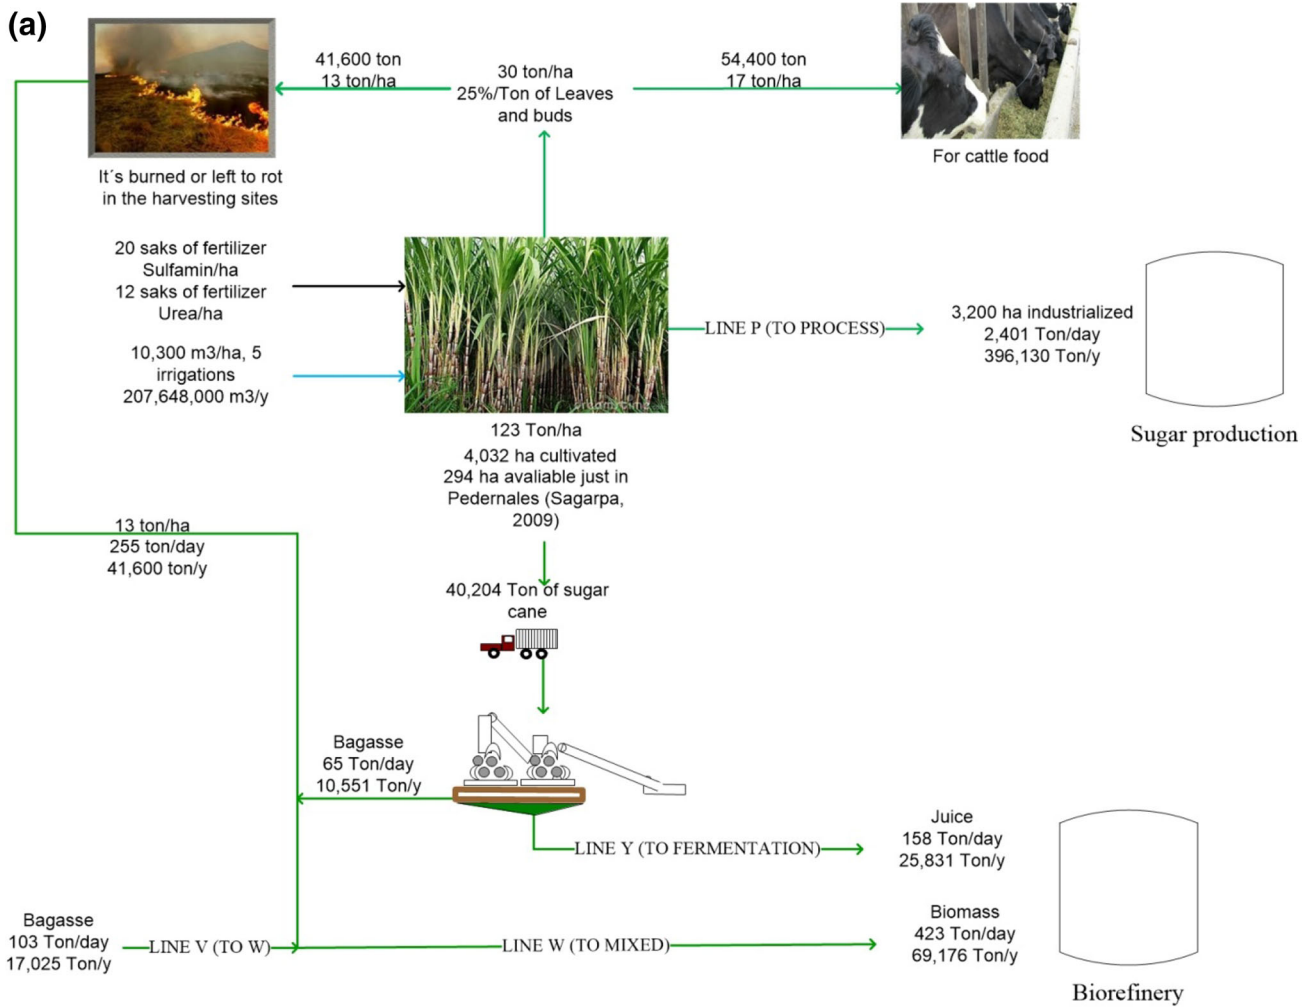 (a)
41,600 ton
13 ton/ha
30 ton/ha
25%/Ton of Leaves
and buds
54,400 ton
17 ton/ha
It´s burned or left to rot
in the harvesting sites
For cattle food
20 saks of fertilizer
Sulfamin/ha
12 saks of fertilizer
Urea/ha
10,300 m3/ha, 5
irrigations
207,648,000 m3/y
LINE P (TO PROCESS)
3,200 ha industrialized
2,401 Ton/day
396,130 Ton/y
Sugar production
123 Ton/ha
4,032 ha cultivated
294 ha avaliable just in
Pedernales (Sagarpa,
2009)
13 ton/ha
255 ton/day
41,600 ton/y
40,204 Ton of sugar
cane
Bagasse
65 Ton/day
10,551 Ton/y
LINE Y (TO FERMENTATION)
Juice
158 Ton/day
25,831 Ton/y
Bagasse
103 Ton/day
17,025 Ton/y
LINE V (TO W)
LINE W (TO MIXED)
Biomass
423 Ton/day
69,176 Ton/y
Biorefinery